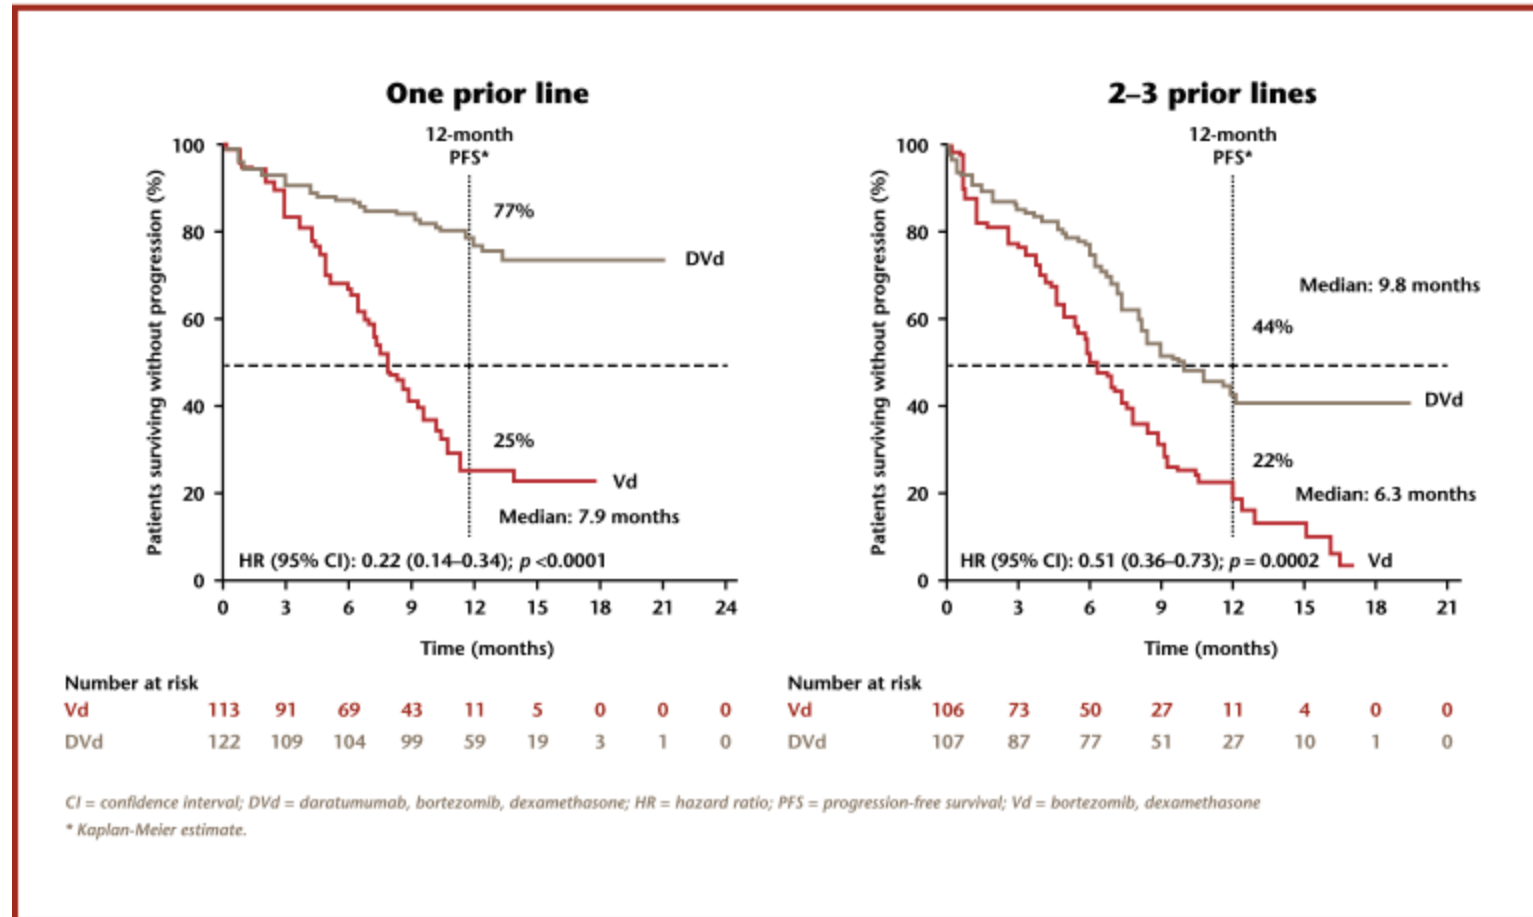 One prior line
12-month
PFS*
Patients surviving without progression (%)
100
80
60
40
20
0
77%
DVd
25%
Vd
Median: 7.9 months
HR (95% CI): 0.22 (0.14–0.34); p <0.0001
0 3 6 9 12 15 18 21 24
Time (months)
Number at risk
Vd 113 91 69 43 11 5 0 0 0
DVd 122 109 104 99 59 19 3 1 0
2–3 prior lines
12-month
PFS*
Patients surviving without progression (%)
100
80
60
40
20
0
Median: 9.8 months
44%
DVd
22%
Median: 6.3 months
HR (95% CI): 0.51 (0.36–0.73); p = 0.0002
Vd
0 3 6 9 12 15 18 21
Time (months)
Number at risk
Vd 106 73 50 27 11 4 0 0
DVd 107 87 77 51 27 10 1 0
CI = confidence interval; DVd = daratumumab, bortezomib, dexamethasone; HR = hazard ratio; PFS = progression-free survival; Vd = bortezomib, dexamethasone
* Kaplan-Meier estimate.